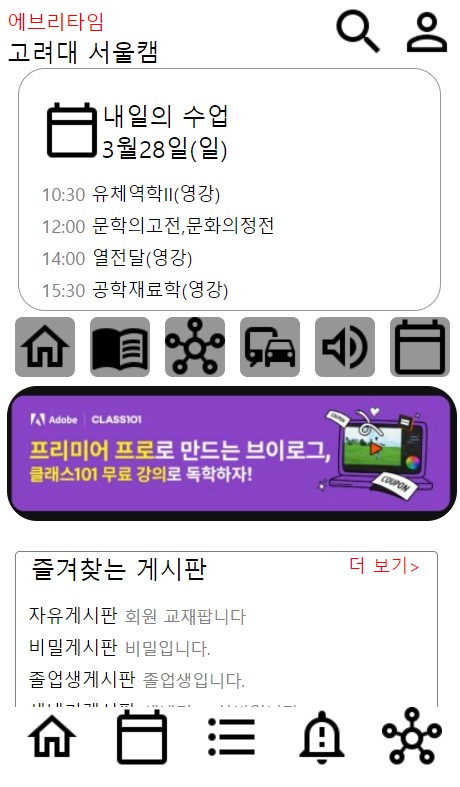 에브리타임
고려대 서울캠
내일의 수업
3월28일(일)
10:30 유체역학II(영강)
12:00 문학의고전,문화의정전
14:00 열전달(영강)
15:30 공학재료학(영강)
Adobe | CLASS101
프리미어 프로로 만드는 브이로그,
클래스101 무료 강의로 독학하자!
COUPON
즐겨찾는 게시판
더 보기>
자유게시판 회원 교재팝니다
비밀게시판 비밀입니다.
졸업생게시판 졸업생입니다.